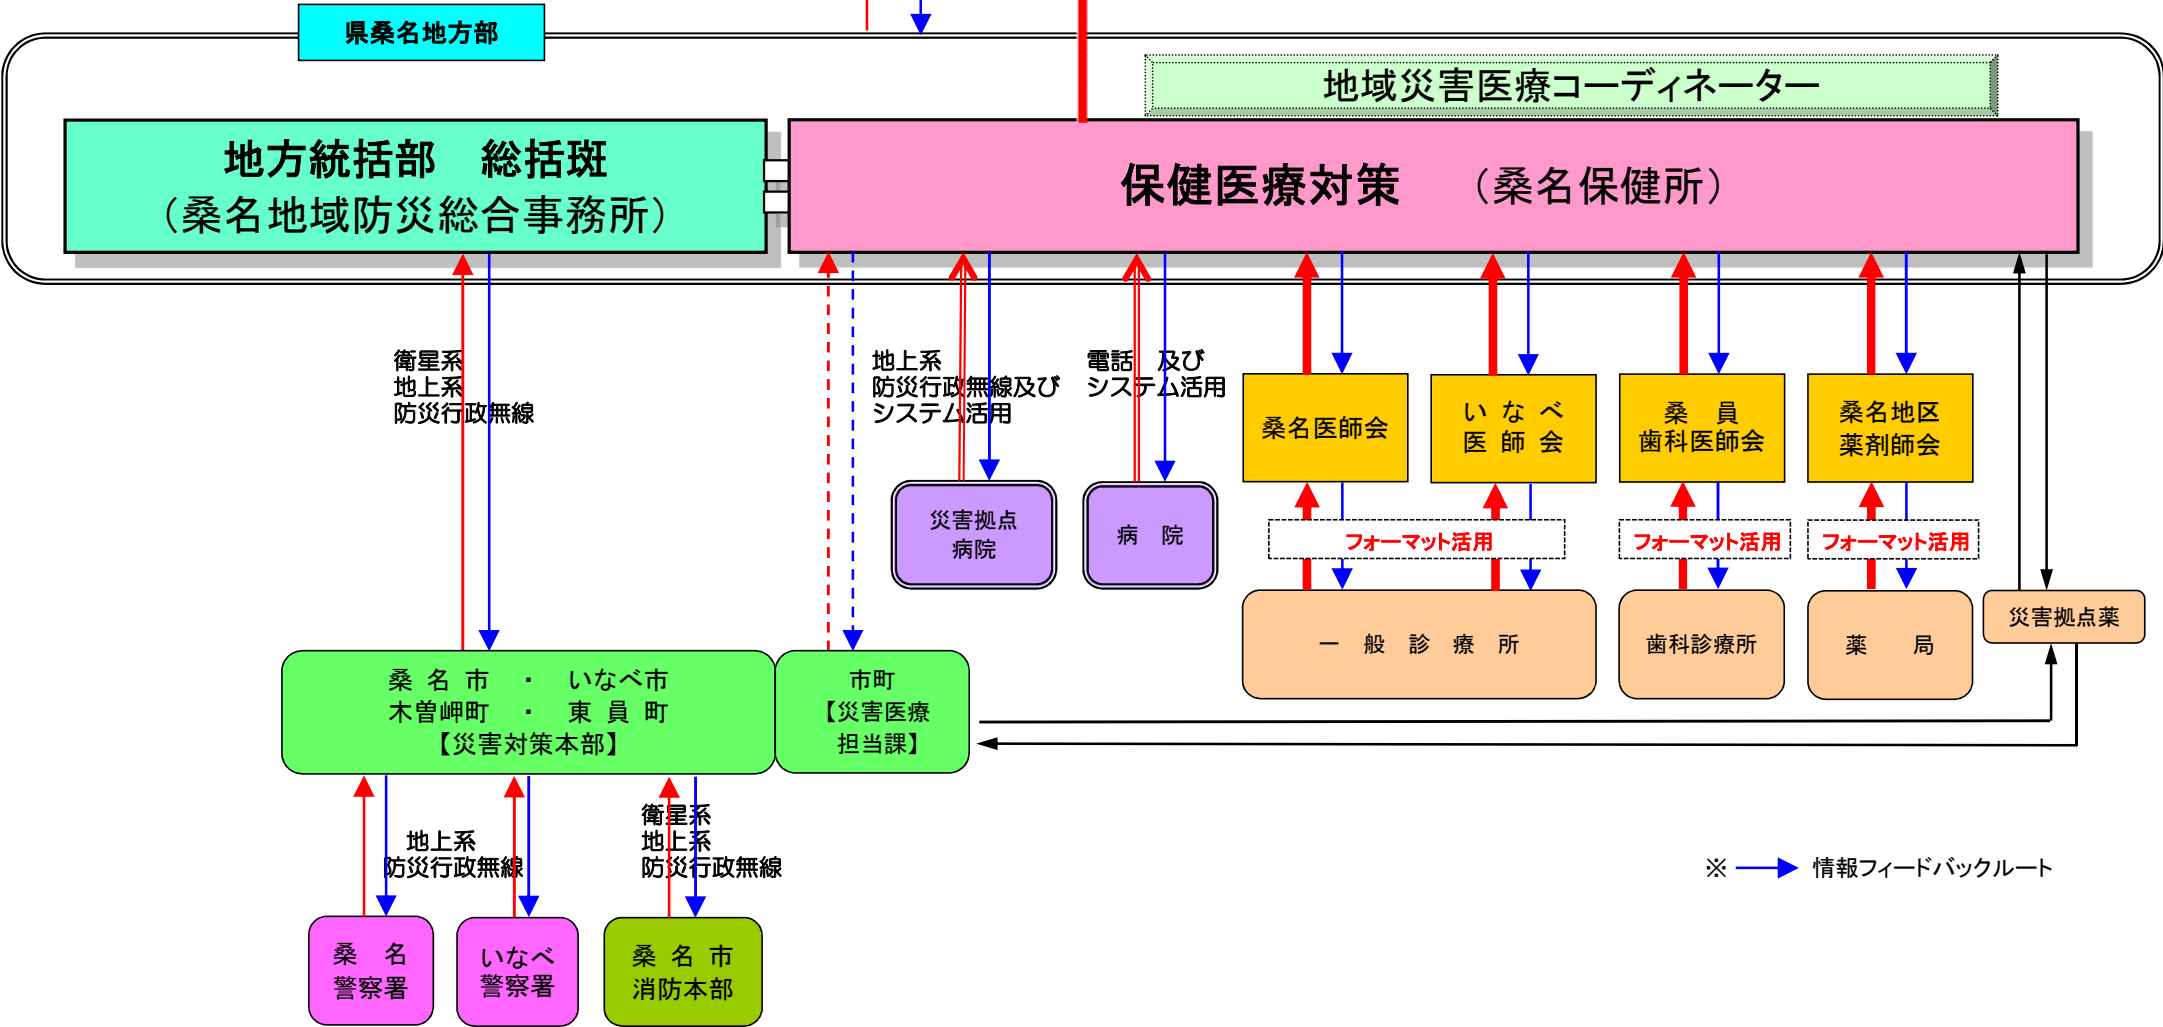 県桑名地方部
地域災害医療コーディネーター
地方統括部　総括班
（桑名地域防災総合事務所）
保健医療対策　（桑名保健所）
衛星系
地上系
防災行政無線
地上系
防災行政無線及び
システム活用
電話　及び
システム活用
桑名医師会
いなべ
医師会
桑員
歯科医師会
桑名地区
薬剤師会
災害拠点
病院
病　院
フォーマット活用
フォーマット活用
フォーマット活用
一般診療所
歯科診療所
薬　局
災害拠点薬
桑名市　・　いなべ市
木曽岬町　・　東員町
【災害対策本部】
市町
【災害医療
担当課】
地上系
防災行政無線
衛星系
地上系
防災行政無線
※　情報フィードバックルート
桑　名
警察署
いなべ
警察署
桑名市
消防本部